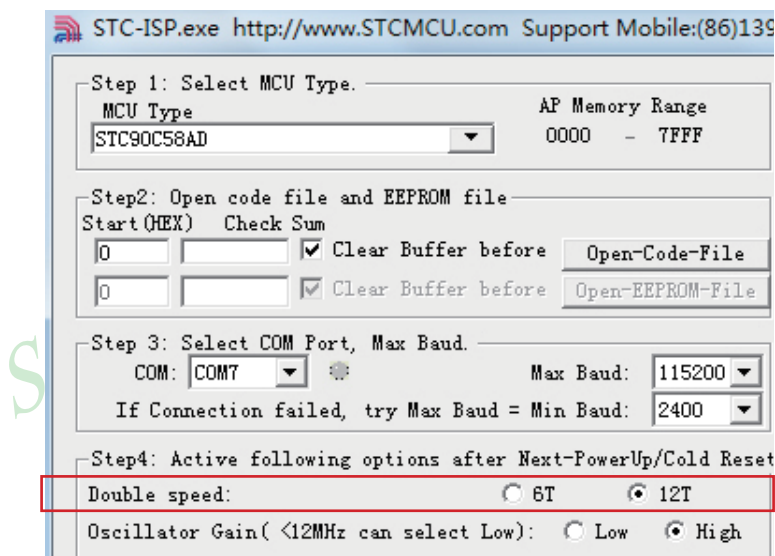 STC-ISP.exe http://www.STCMCU.com Support Mobile:(86)139
Step 1: Select MCU Type.
MCU Type AP Memory Range
STC90C58AD 0000 - 7FFF
Step2: Open code file and EEPROM file
Start(HEX) Check Sum
0 Clear Buffer before Open-Code-File
0 Clear Buffer before Open-EEPROM-File
Step 3: Select COM Port, Max Baud.
COM: COM7 Max Baud: 115200
If Connection failed, try Max Baud = Min Baud: 2400
S
Step4: Active following options after Next-PowerUp/Cold Reset
Double speed: 6T 12T
Oscillator Gain( <12MHz can select Low): Low High